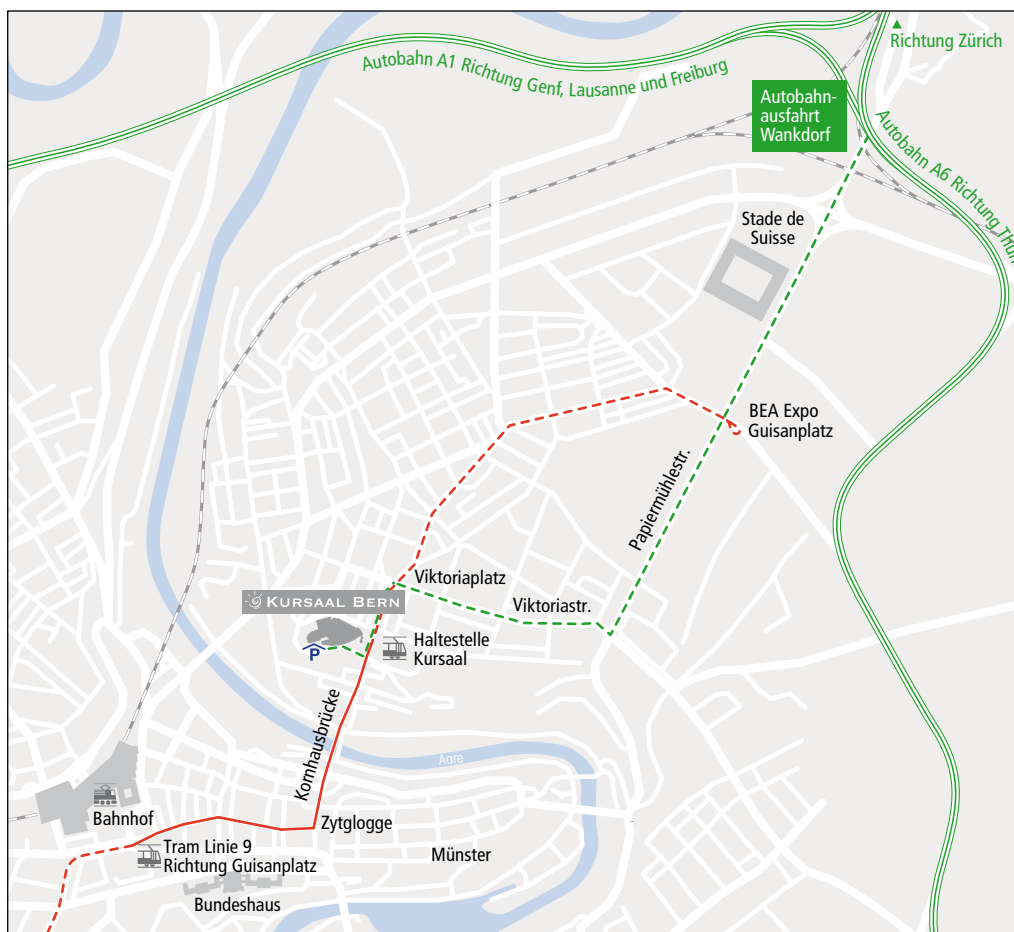 Richtung Zürich
Autobahn A1 Richtung Genf, Lausanne und Freiburg
Autobahn-
ausfahrt
Wankdorf
Autobahn A6 Richtung Thun
Stade de
Suisse
BEA Expo
Guisanplatz
Papiermühlestr.
Viktoriaplatz
Viktoriastr.
KURSAAL BERN
Haltestelle
Kursaal
P
Kornhausbrücke
Aare
Bahnhof
Zytglogge
Tram Linie 9
Richtung Guisanplatz
Münster
Bundeshaus